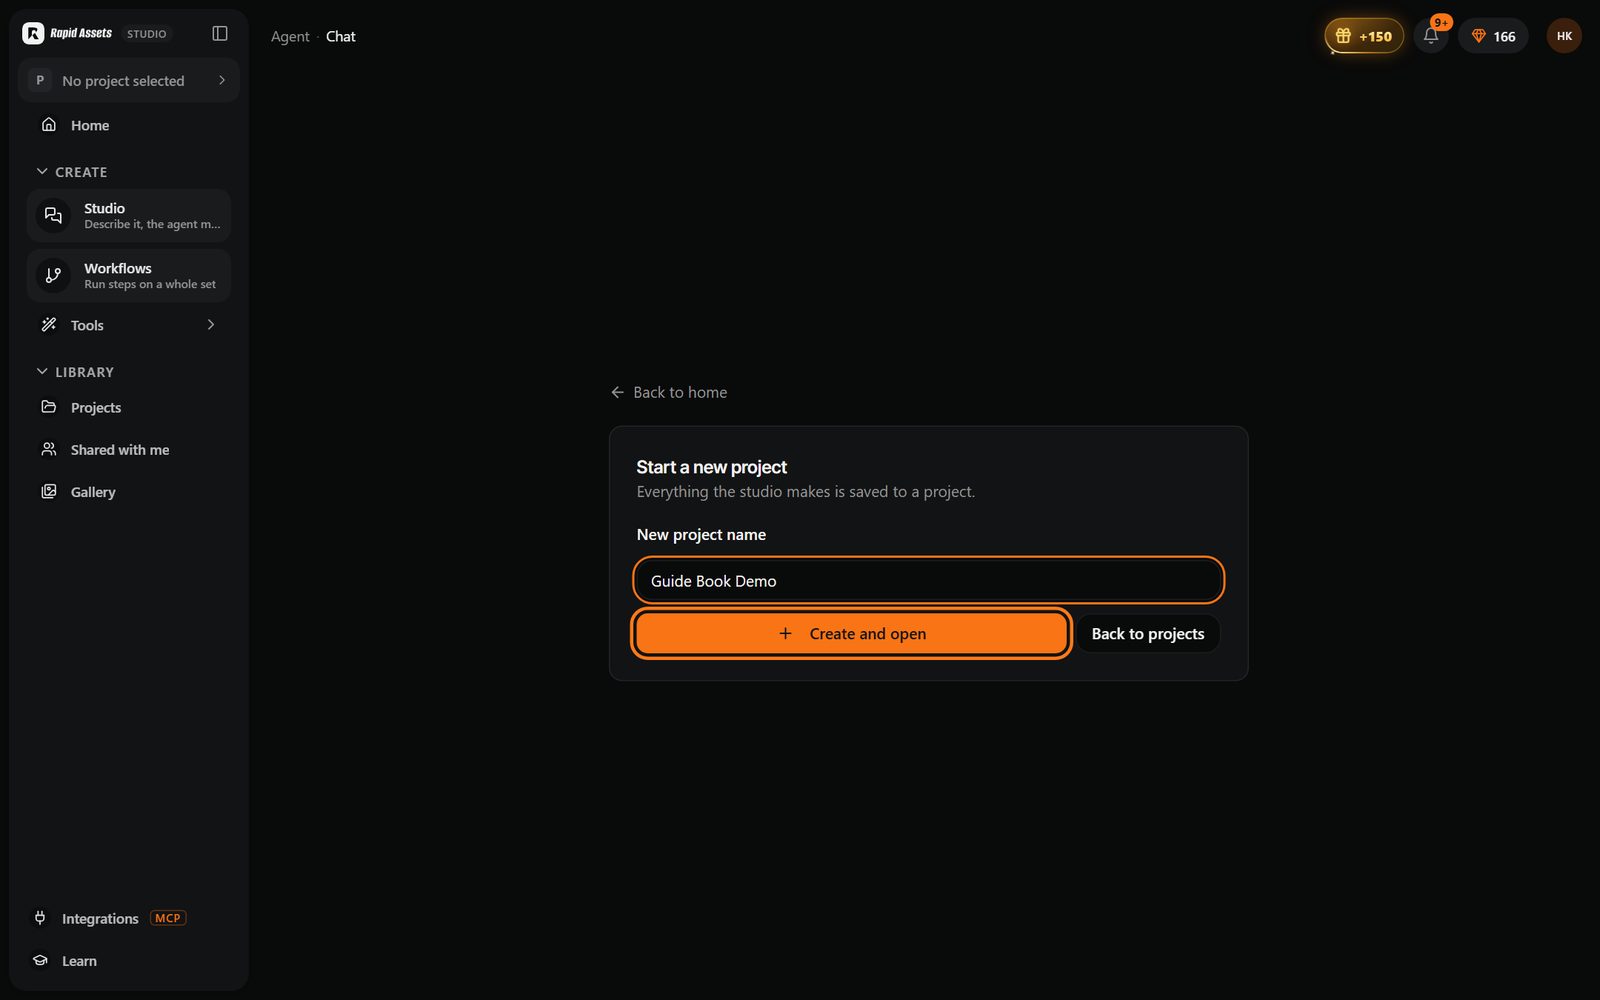 Rapid Assets STUDIO
Agent · Chat
+150
9+
166
HK
P No project selected
Home
CREATE
Studio
Describe it, the agent m...
Workflows
Run steps on a whole set
Tools
LIBRARY
Projects
Shared with me
Gallery
Back to home
Start a new project
Everything the studio makes is saved to a project.
New project name
Guide Book Demo
+ Create and open
Back to projects
Integrations MCP
Learn